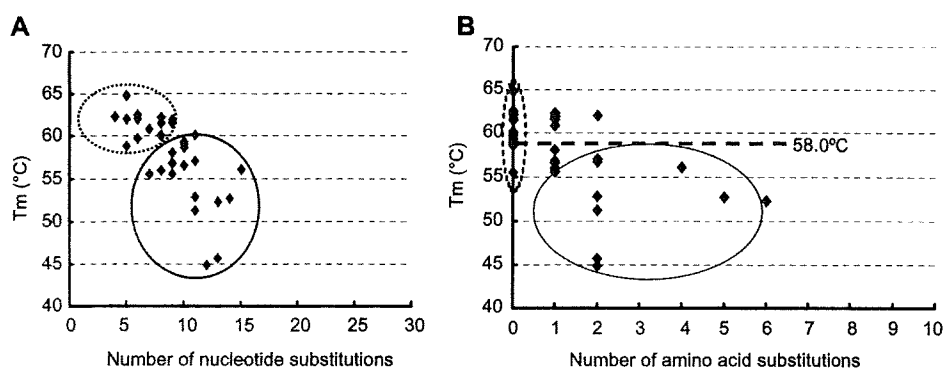 A
Tm (°C)
70
65
60
55
50
45
40
0 5 10 15 20 25 30
Number of nucleotide substitutions
B
Tm (°C)
70
65
60
55
50
45
40
58.0ºC
0 1 2 3 4 5 6 7 8 9 10
Number of amino acid substitutions